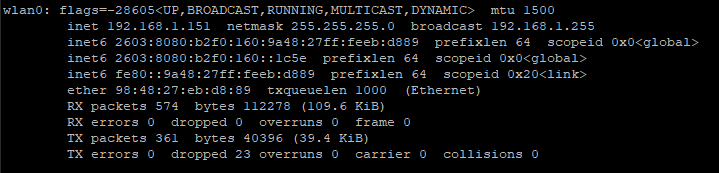 wlan0: flags=-28605<UP,BROADCAST,RUNNING,MULTICAST,DYNAMIC>  mtu 1500
inet 192.168.1.151  netmask 255.255.255.0  broadcast 192.168.1.255
inet6 2603:8080:b2f0:160:9a48:27ff:feeb:d889  prefixlen 64  scopeid 0x0<global>
inet6 2603:8080:b2f0:160::1c5e  prefixlen 64  scopeid 0x0<global>
inet6 fe80::9a48:27ff:feeb:d889  prefixlen 64  scopeid 0x20<link>
ether 98:48:27:eb:d8:89  txqueuelen 1000  (Ethernet)
RX packets 574  bytes 112278 (109.6 KiB)
RX errors 0  dropped 0  overruns 0  frame 0
TX packets 361  bytes 40396 (39.4 KiB)
TX errors 0  dropped 23 overruns 0  carrier 0  collisions 0